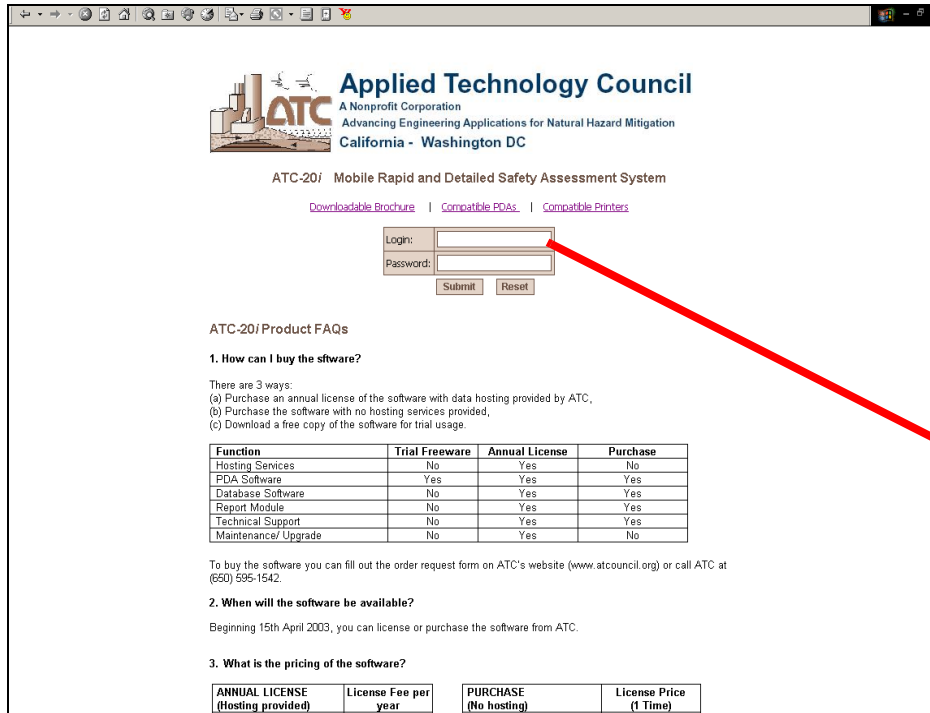 ATC
Applied Technology Council
A Nonprofit Corporation
Advancing Engineering Applications for Natural Hazard Mitigation
California - Washington DC
ATC-20i Mobile Rapid and Detailed Safety Assessment System
Downloadable Brochure | Compatible PDAs | Compatible Printers
Login:
Password:
Submit Reset
ATC-20i Product FAQs
1. How can I buy the sftware?
There are 3 ways:
(a) Purchase an annual license of the software with data hosting provided by ATC,
(b) Purchase the software with no hosting services provided,
(c) Download a free copy of the software for trial usage.
Function Trial Freeware Annual License Purchase
Hosting Services No Yes No
PDA Software Yes Yes Yes
Database Software No Yes Yes
Report Module No Yes Yes
Technical Support No Yes Yes
Maintenance/ Upgrade No Yes No
To buy the software you can fill out the order request form on ATC's website (www.atcouncil.org) or call ATC at
(650) 595-1542.
2. When will the software be available?
Beginning 15th April 2003, you can license or purchase the software from ATC.
3. What is the pricing of the software?
ANNUAL LICENSE License Fee per PURCHASE License Price
(Hosting provided) year (No hosting) (1 Time)